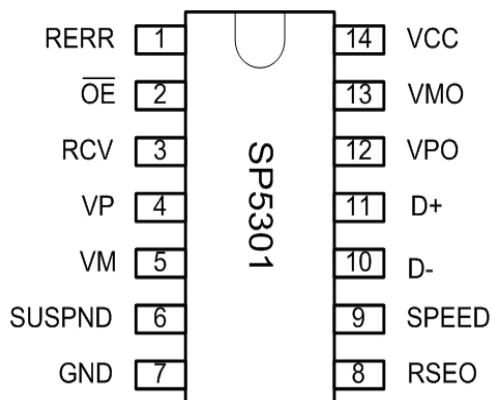 RERR 1 14 VCC
OE 2 13 VMO
RCV 3 12 VPO
VP 4 11 D+
VM 5 10 D-
SUSPND 6 9 SPEED
GND 7 8 RSEO
SP5301